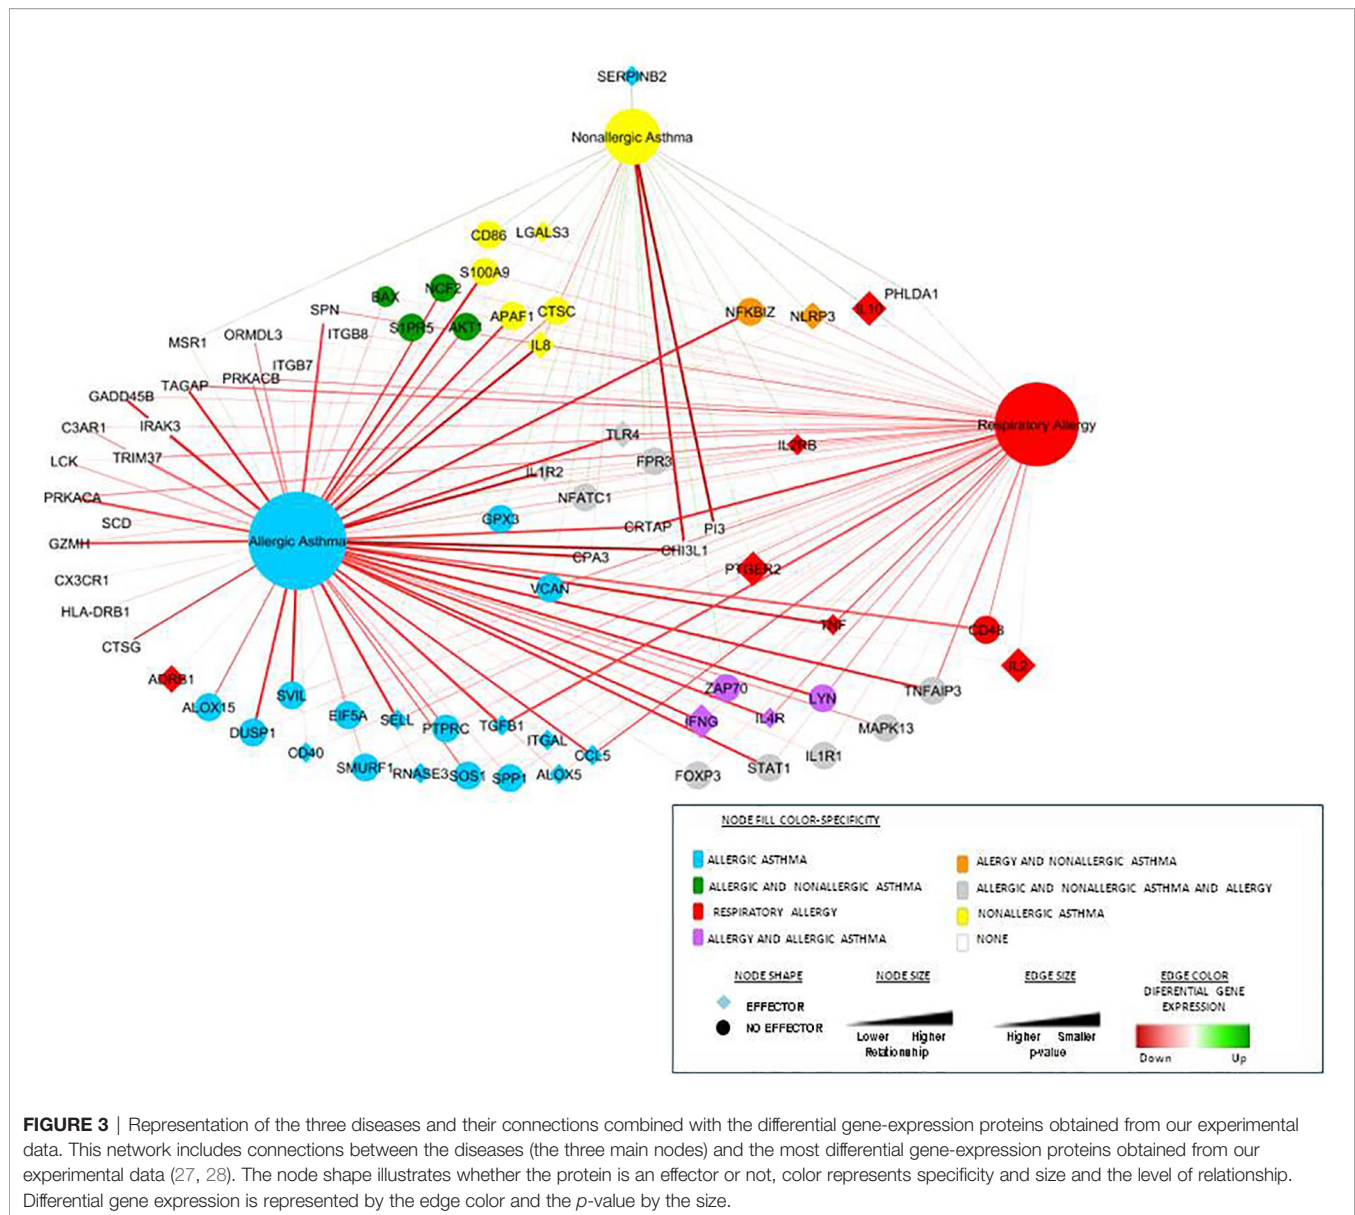 SERPINB2
Nonallergic Asthma
CD86
LGALS3
S100A9
NCF2
BAX
PHLDA1
IL10
SPN
APAF1
CTSC
NFKBIZ
NLRP3
S1PR5
AKT1
ITGB8
ORMDL3
MSR1
IL8
ITGB7
PRKACB
TAGAP
GADD45B
C3AR1
IRAK3
Respiratory Allergy
TLR4
IL2RB
TRIM37
LCK
FPR3
IL1R2
PRKACA
NFATC1
SCD
GPX3
CRTAP
PI3
GZMH
Allergic Asthma
CHI3L1
CPA3
PTGER2
CX3CR1
VCAN
HLA-DRB1
TNF
CD48
CTSG
IL2
ADRB1
ZAP70
SVIL
LYN
TNFAIP3
ALOX15
EIF5A
SELL
PTPRC
TGFB1
IFNG
IL4R
MAPK13
DUSP1
ITGAL
CD40
CCL5
IL1R1
SMURF1
RNASE3
SOS1
SPP1
ALOX5
FOXP3
STAT1
NODE FILL COLOR-SPECIFICITY
ALLERGIC ASTHMA
ALERGY AND NONALLERGIC ASTHMA
ALLERGIC AND NONALLERGIC ASTHMA
ALLERGIC AND NONALLERGIC ASTHMA AND ALLERGY
RESPIRATORY ALLERGY
NONALLERGIC ASTHMA
ALLERGY AND ALLERGIC ASTHMA
NONE
NODE SHAPE
NODE SIZE
EDGE SIZE
EDGE COLOR
DIFERENTIAL GENE
EXPRESSION
EFFECTOR
NO EFFECTOR
Lower Higher
Relationship
Higher Smaller
p-value
Down Up
FIGURE 3 | Representation of the three diseases and their connections combined with the differential gene-expression proteins obtained from our experimental
data. This network includes connections between the diseases (the three main nodes) and the most differential gene-expression proteins obtained from our
experimental data (27, 28). The node shape illustrates whether the protein is an effector or not, color represents specificity and size and the level of relationship.
Differential gene expression is represented by the edge color and the p-value by the size.